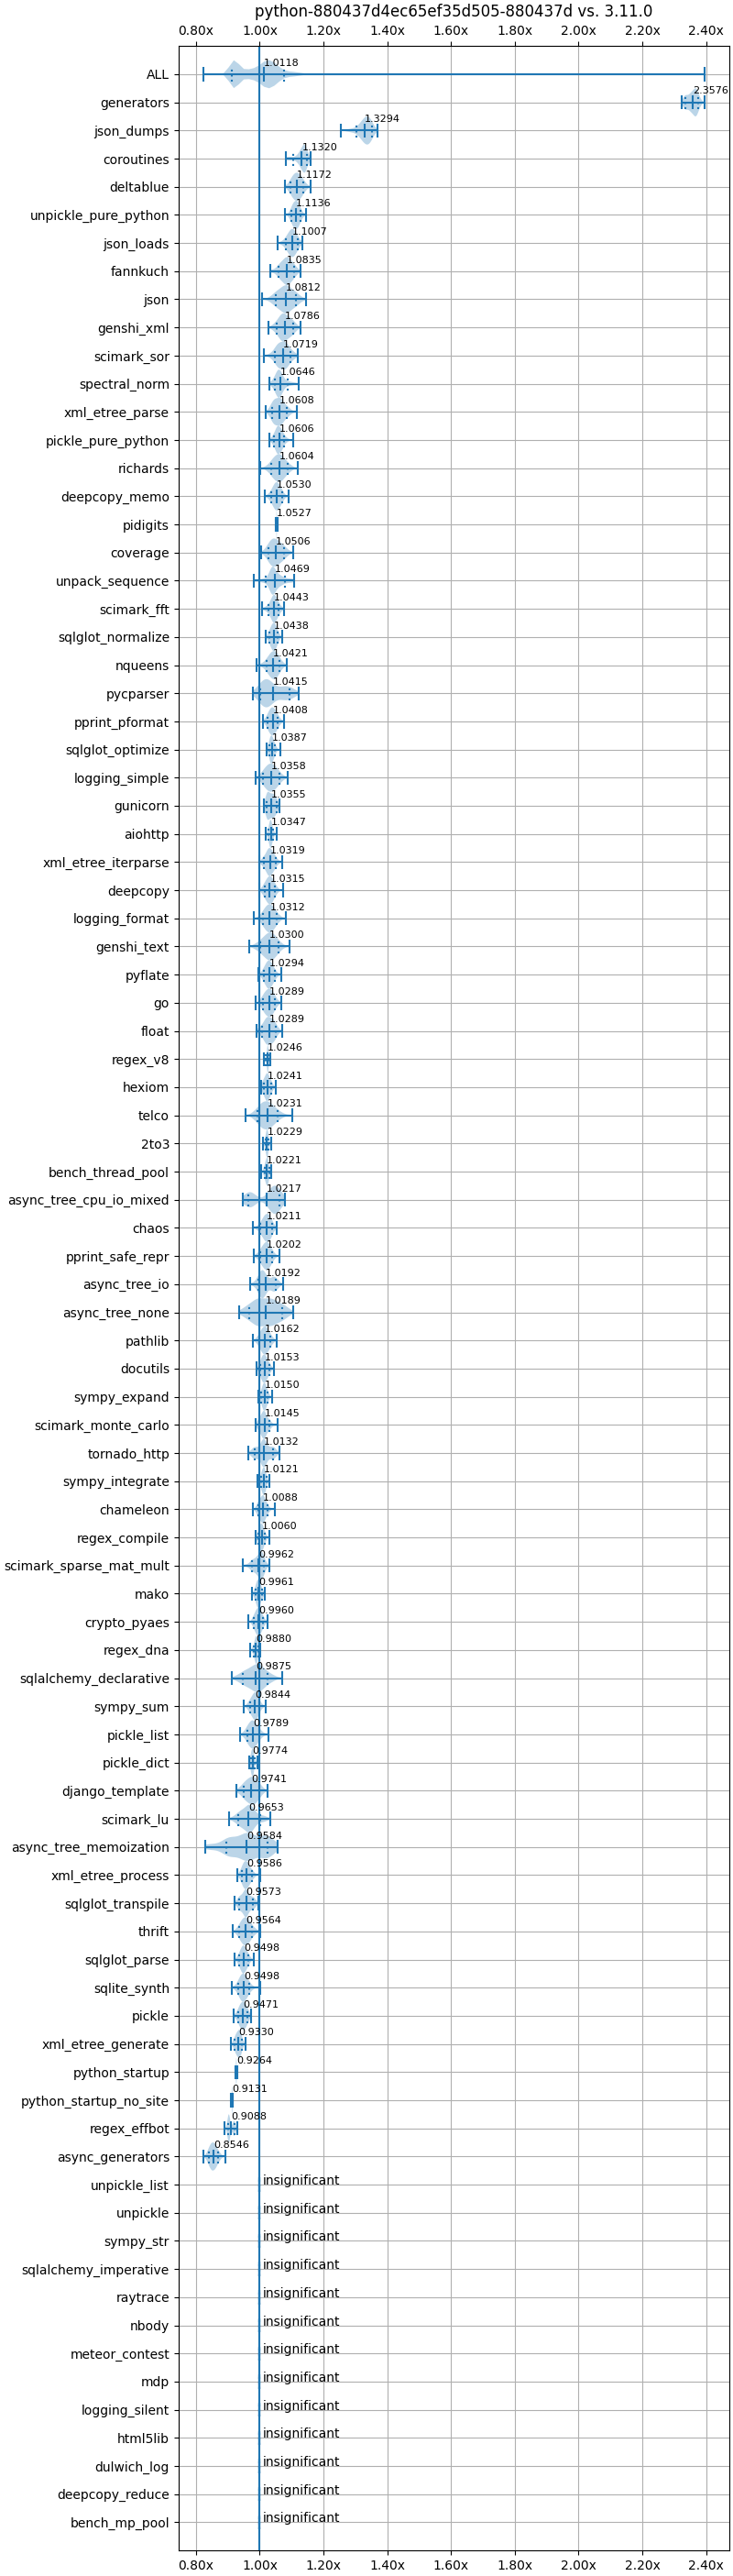 python-880437d4ec65ef35d505-880437d vs. 3.11.0
0.80x 1.00x 1.20x 1.40x 1.60x 1.80x 2.00x 2.20x 2.40x
ALL 1.0118
generators 2.3576
json_dumps 1.3294
coroutines 1.1320
deltablue 1.1172
unpickle_pure_python 1.1136
json_loads 1.1007
fannkuch 1.0835
json 1.0812
genshi_xml 1.0786
scimark_sor 1.0719
spectral_norm 1.0646
xml_etree_parse 1.0608
pickle_pure_python 1.0606
richards 1.0604
deepcopy_memo 1.0530
pidigits 1.0527
coverage 1.0506
unpack_sequence 1.0469
scimark_fft 1.0443
sqlglot_normalize 1.0438
nqueens 1.0421
pycparser 1.0415
pprint_pformat 1.0408
sqlglot_optimize 1.0387
logging_simple 1.0358
gunicorn 1.0355
aiohttp 1.0347
xml_etree_iterparse 1.0319
deepcopy 1.0315
logging_format 1.0312
genshi_text 1.0300
pyflate 1.0294
go 1.0289
float 1.0289
regex_v8 1.0246
hexiom 1.0241
telco 1.0231
2to3 1.0229
bench_thread_pool 1.0221
async_tree_cpu_io_mixed 1.0217
chaos 1.0211
pprint_safe_repr 1.0202
async_tree_io 1.0192
async_tree_none 1.0189
pathlib 1.0162
docutils 1.0153
sympy_expand 1.0150
scimark_monte_carlo 1.0145
tornado_http 1.0132
sympy_integrate 1.0121
chameleon 1.0088
regex_compile 1.0060
scimark_sparse_mat_mult 0.9962
mako 0.9961
crypto_pyaes 0.9960
regex_dna 0.9880
sqlalchemy_declarative 0.9875
sympy_sum 0.9844
pickle_list 0.9789
pickle_dict 0.9774
django_template 0.9741
scimark_lu 0.9653
async_tree_memoization 0.9584
xml_etree_process 0.9586
sqlglot_transpile 0.9573
thrift 0.9564
sqlglot_parse 0.9498
sqlite_synth 0.9498
pickle 0.9471
xml_etree_generate 0.9330
python_startup 0.9264
python_startup_no_site 0.9131
regex_effbot 0.9088
async_generators 0.8546
unpickle_list insignificant
unpickle insignificant
sympy_str insignificant
sqlalchemy_imperative insignificant
raytrace insignificant
nbody insignificant
meteor_contest insignificant
mdp insignificant
logging_silent insignificant
html5lib insignificant
dulwich_log insignificant
deepcopy_reduce insignificant
bench_mp_pool insignificant
0.80x 1.00x 1.20x 1.40x 1.60x 1.80x 2.00x 2.20x 2.40x